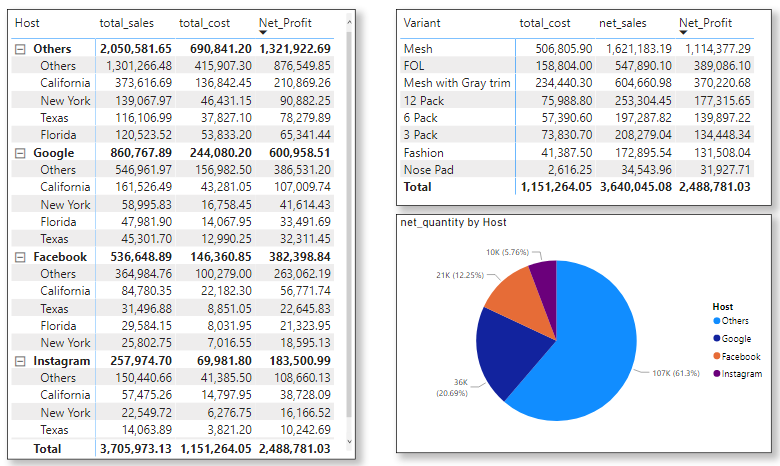 Host total_sales total_cost Net_Profit
Others 2,050,581.65 690,841.20 1,321,922.69
Others 1,301,266.48 415,907.30 876,549.85
California 373,616.69 136,842.45 210,869.26
New York 139,067.97 46,431.15 90,882.25
Texas 116,106.99 37,827.10 78,279.89
Florida 120,523.52 53,833.20 65,341.44
Google 860,767.89 244,080.20 600,958.51
Others 546,961.97 156,982.50 386,531.20
California 161,526.49 43,281.05 107,009.74
New York 58,995.83 16,758.45 41,614.43
Florida 47,981.90 14,067.95 33,491.69
Texas 45,301.70 12,990.25 32,311.45
Facebook 536,648.89 146,360.85 382,398.84
Others 364,984.76 100,279.00 263,062.19
California 84,780.35 22,182.30 56,771.74
Texas 31,496.88 8,851.05 22,645.83
Florida 29,584.15 8,031.95 21,323.95
New York 25,802.75 7,016.55 18,595.13
Instagram 257,974.70 69,981.80 183,500.99
Others 150,440.66 41,385.50 108,660.13
California 57,475.26 14,797.95 38,728.09
New York 22,549.72 6,276.75 16,166.52
Texas 14,063.89 3,821.20 10,242.69
Total 3,705,973.13 1,151,264.05 2,488,781.03
Variant total_cost net_sales Net_Profit
Mesh 506,805.90 1,621,183.19 1,114,377.29
FOL 158,804.00 547,890.10 389,086.10
Mesh with Gray trim 234,440.30 604,660.98 370,220.68
12 Pack 75,988.80 253,304.45 177,315.65
6 Pack 57,390.60 197,287.82 139,897.22
3 Pack 73,830.70 208,279.04 134,448.34
Fashion 41,387.50 172,895.54 131,508.04
Nose Pad 2,616.25 34,543.96 31,927.71
Total 1,151,264.05 3,640,045.08 2,488,781.03
net_quantity by Host
10K (5.76%)
21K (12.25%)
36K
(20.69%)
107K (61.3%)
Host
Others
Google
Facebook
Instagram